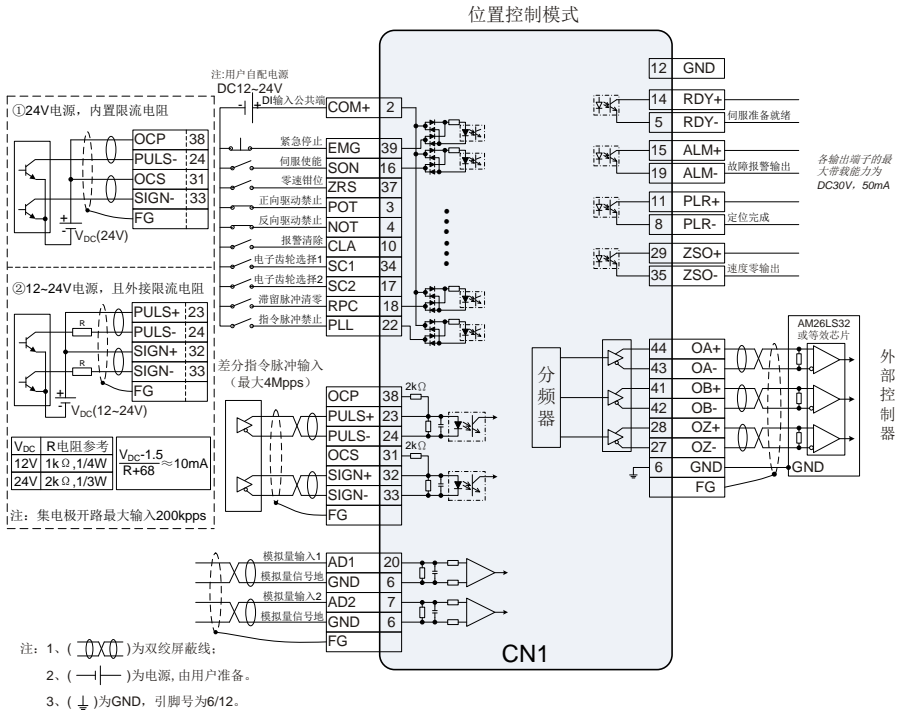 位置控制模式
注:用户自配电源
DC12~24V
DI输入公共端
COM+ 2
紧急停止 EMG 39
伺服使能 SON 16
零速钳位 ZRS 37
正向驱动禁止 POT 3
反向驱动禁止 NOT 4
报警清除 CLA 10
电子齿轮选择1 SC1 34
电子齿轮选择2 SC2 17
滞留脉冲清零 RPC 18
指令脉冲禁止 PLL 22
①24V电源，内置限流电阻
OCP 38
PULS- 24
OCS 31
SIGN- 33
FG
+
-
VDC(24V)
②12~24V电源，且外接限流电阻
PULS+ 23
R PULS- 24
SIGN+ 32
R SIGN- 33
FG
+
-
VDC(12~24V)
VDC R电阻参考
12V 1kΩ,1/4W
24V 2kΩ,1/3W
VDC-1.5
R+68
≈10mA
注：集电极开路最大输入200kpps
差分指令脉冲输入
（最大4Mpps）
OCP 38 2kΩ
PULS+ 23
PULS- 24
OCS 31 2kΩ
SIGN+ 32
SIGN- 33
FG
模拟量输入1 AD1 20
模拟量信号地 GND 6
模拟量输入2 AD2 7
模拟量信号地 GND 6
FG
12 GND
14 RDY+
5 RDY- 伺服准备就绪
15 ALM+
19 ALM- 故障报警输出
11 PLR+
8 PLR- 定位完成
29 ZSO+
35 ZSO- 速度零输出
各输出端子的最
大带载能力为
DC30V，50mA
分频器
44 OA+
43 OA-
41 OB+
42 OB-
28 OZ+
27 OZ-
6 GND
FG
AM26LS32
或等效芯片
GND
外部控制器
CN1
注：1、( )为双绞屏蔽线；
2、( )为电源,由用户准备。
3、( )为GND，引脚号为6/12。